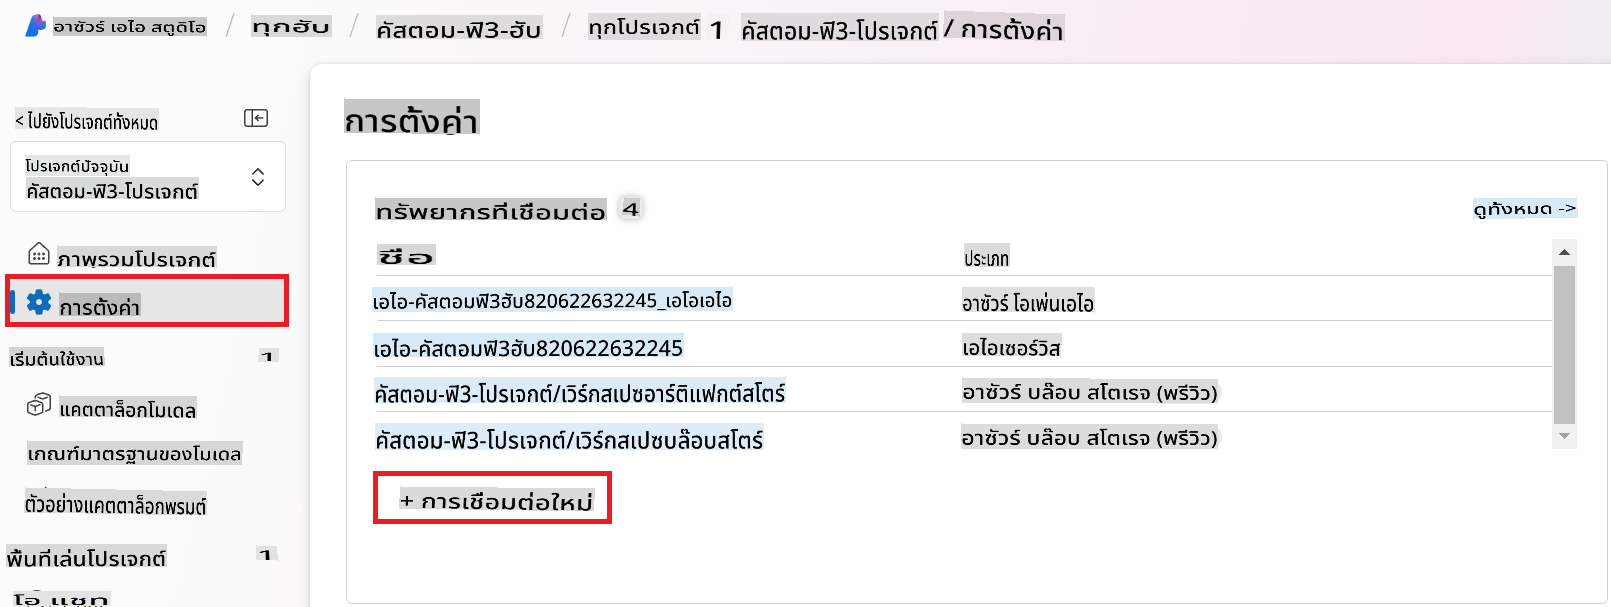 อาซัวร์ เอไอ สตูดิโอ / ทุกฮับ / คัสตอม-ฟี3-ฮับ / ทุกโปรเจกต์ 1 คัสตอม-ฟี3-โปรเจกต์ / การตั้งค่า
< ไปยังโปรเจกต์ทั้งหมด
โปรเจกต์ปัจจุบัน
คัสตอม-ฟี3-โปรเจกต์
ภาพรวมโปรเจกต์
การตั้งค่า
เริ่มต้นใช้งาน 1
แคตตาล็อกโมเดล
เกณฑ์มาตรฐานของโมเดล
ตัวอย่างแคตตาล็อกพรมต์
พื้นที่เล่นโปรเจกต์ 1
การตั้งค่า
ทรัพยากรที่เชื่อมต่อ 4
ดูทั้งหมด ->
ชื่อ ประเภท
เอไอ-คัสตอมฟี3ฮับ820622632245_เอโอเอไอ อาซัวร์ โอเพ่นเอไอ
เอไอ-คัสตอมฟี3ฮับ820622632245 เอไอเซอร์วิส
คัสตอม-ฟี3-โปรเจกต์/เวิร์กสเปซอาร์ติแฟกต์สโตร์ อาซัวร์ บล๊อบ สโตเรจ (พรีวิว)
คัสตอม-ฟี3-โปรเจกต์/เวิร์กสเปซบล๊อบสโตร์ อาซัวร์ บล๊อบ สโตเรจ (พรีวิว)
+ การเชื่อมต่อใหม่